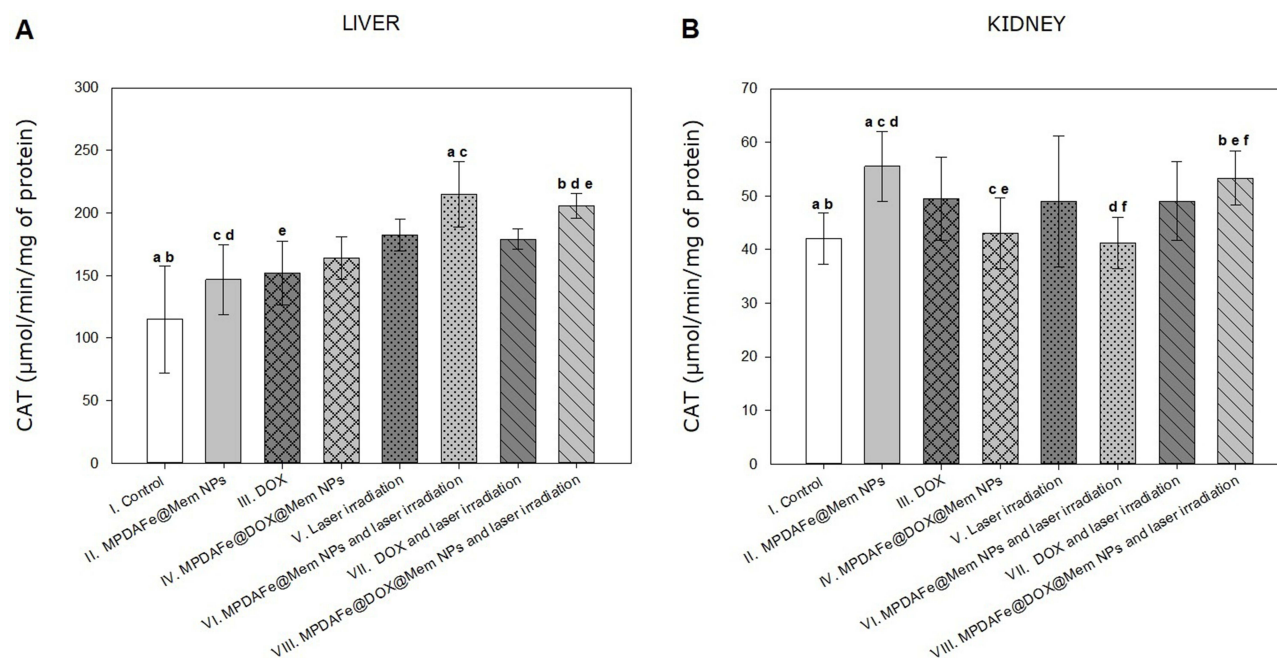 A
LIVER
CAT (µmol/min/mg of protein)
300
250
200
150
100
50
0
a b
c d
e
a c
b d e
I. Control
II. MPDAFe@Mem NPs
III. DOX
IV. MPDAFe@DOX@Mem NPs
V. Laser irradiation
VI. MPDAFe@Mem NPs and laser irradiation
VII. DOX and laser irradiation
VIII. MPDAFe@DOX@Mem NPs and laser irradiation
B
KIDNEY
CAT (µmol/min/mg of protein)
70
60
50
40
30
20
10
0
a b
a c d
c e
d f
b e f
I. Control
II. MPDAFe@Mem NPs
III. DOX
IV. MPDAFe@DOX@Mem NPs
V. Laser irradiation
VI. MPDAFe@Mem NPs and laser irradiation
VII. DOX and laser irradiation
VIII. MPDAFe@DOX@Mem NPs and laser irradiation